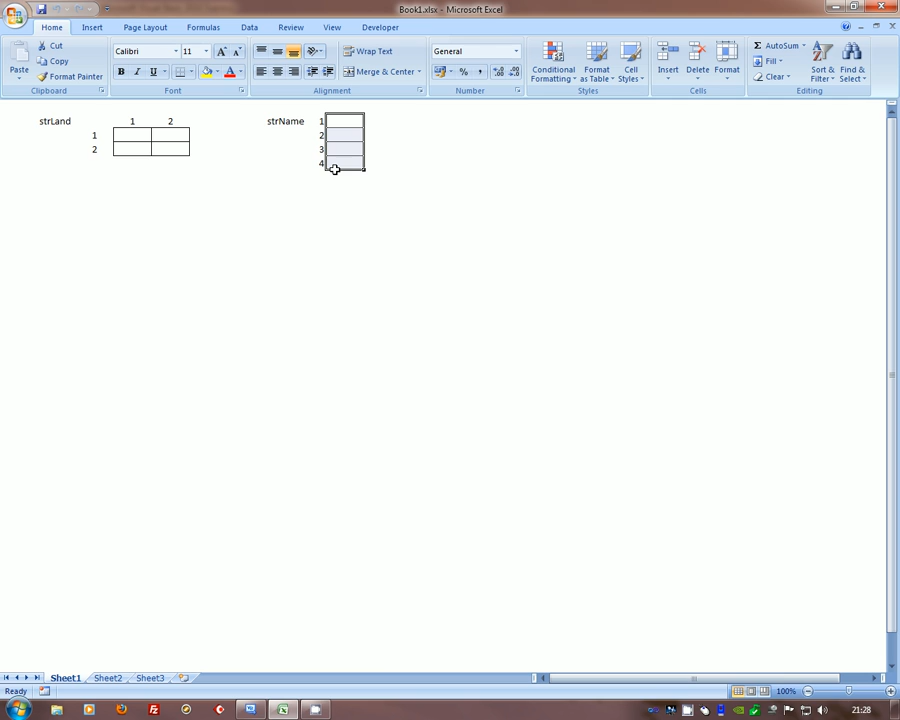 Book1.xlsx - Microsoft Excel
Home Insert Page Layout Formulas Data Review View Developer
Paste
Cut
Copy
Format Painter
Clipboard
Calibri 11
B I U
Font
Wrap Text
Merge & Center
Alignment
General
%
Number
Conditional Formatting
Format as Table
Cell Styles
Styles
Insert Delete Format
Cells
AutoSum
Fill
Clear
Sort & Filter
Find & Select
Editing
strLand 1 2
1
2
strName 1
2
3
4
Sheet1 Sheet2 Sheet3
Ready 100%
21:28